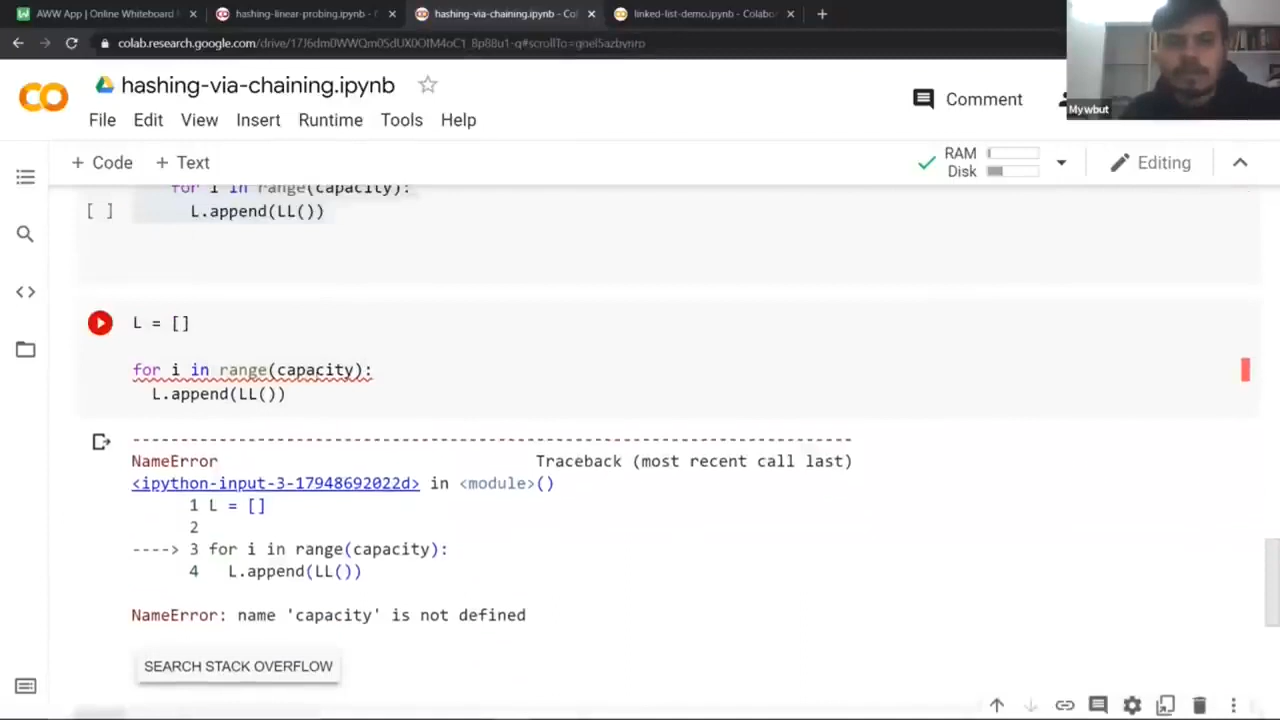 AWW App | Online Whiteboard
hashing-linear-probing.ipynb -
hashing-via-chaining.ipynb - Col
linked-list-demo.ipynb - Colabo
Mywbut
hashing-via-chaining.ipynb
File Edit View Insert Runtime Tools Help
Comment
+ Code + Text
RAM
Disk
Editing
for i in range(capacity):
[ ] L.append(LL())
L = []
for i in range(capacity):
L.append(LL())
---------------------------------------------------------------------------
NameError Traceback (most recent call last)
<ipython-input-3-17948692022d> in <module>()
1 L = []
2
----> 3 for i in range(capacity):
4 L.append(LL())
NameError: name 'capacity' is not defined
SEARCH STACK OVERFLOW